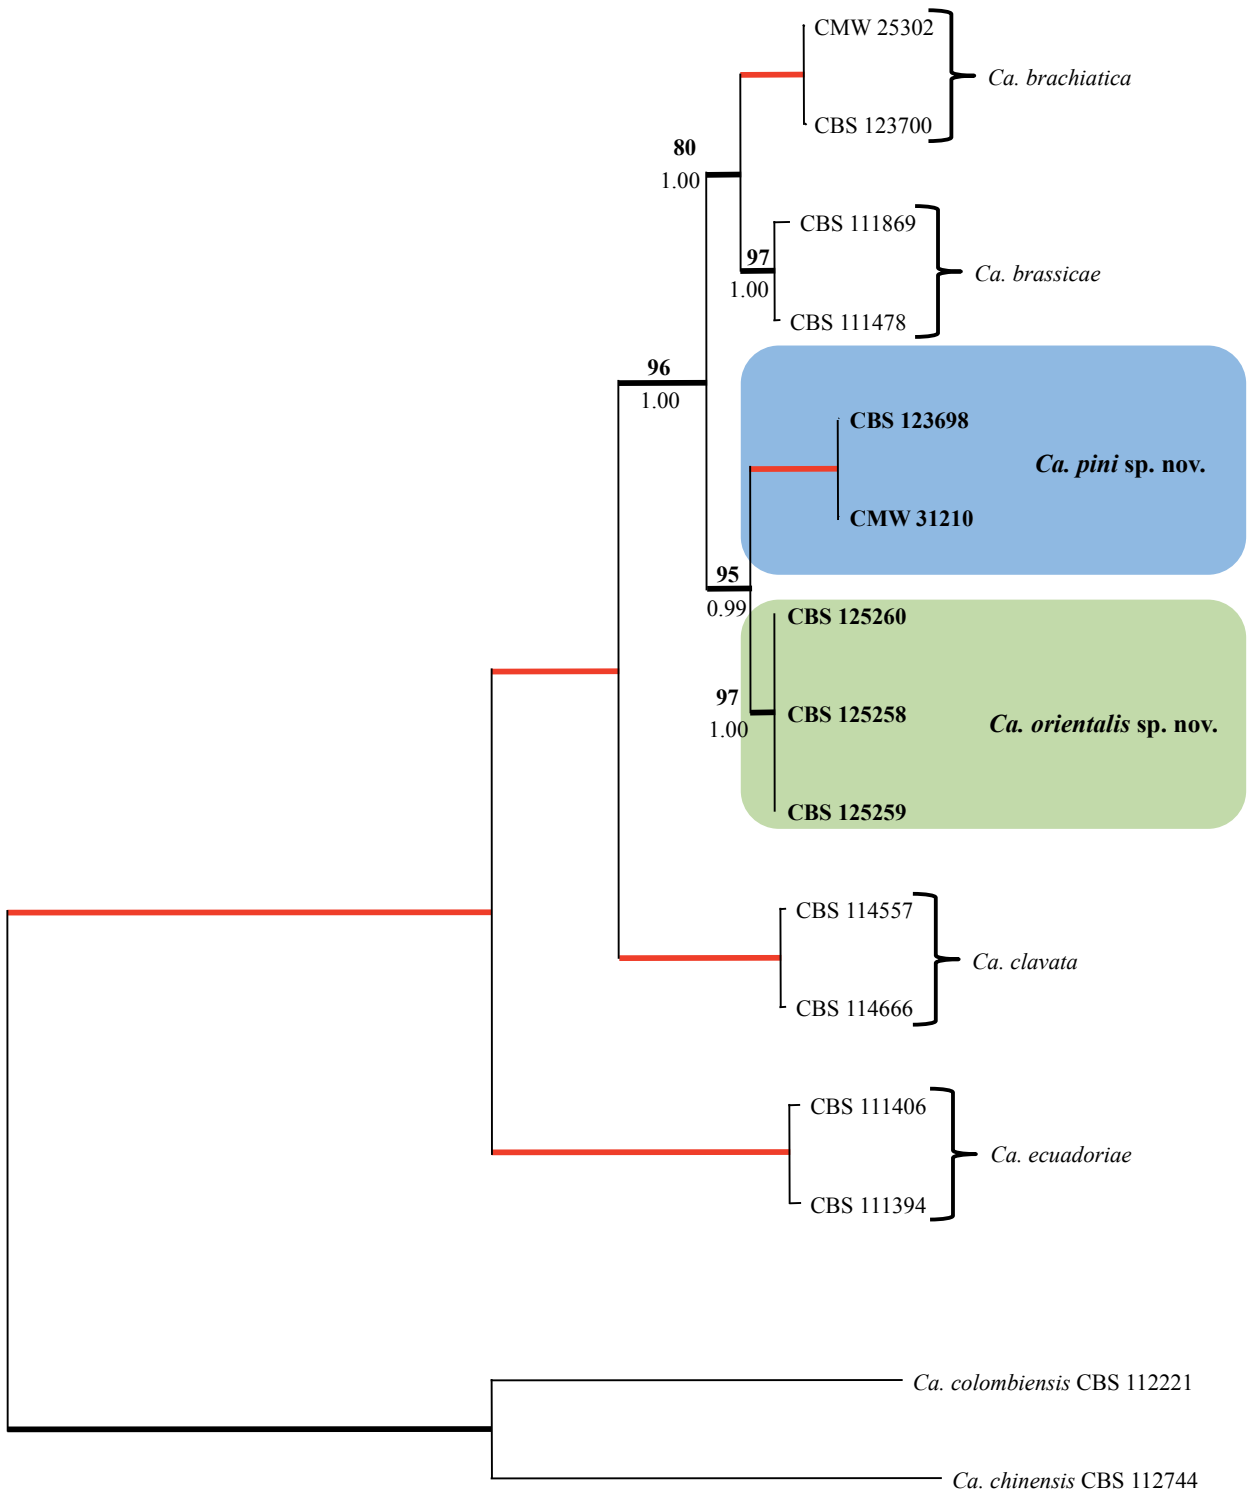 CMW 25302
Ca. brachiatica
CBS 123700
80
1.00
CBS 111869
97
1.00
Ca. brassicae
CBS 111478
96
1.00
CBS 123698
Ca. pini sp. nov.
CMW 31210
95
0.99
CBS 125260
97
1.00
CBS 125258
Ca. orientalis sp. nov.
CBS 125259
CBS 114557
Ca. clavata
CBS 114666
CBS 111406
Ca. ecuadoriae
CBS 111394
Ca. colombiensis CBS 112221
Ca. chinensis CBS 112744